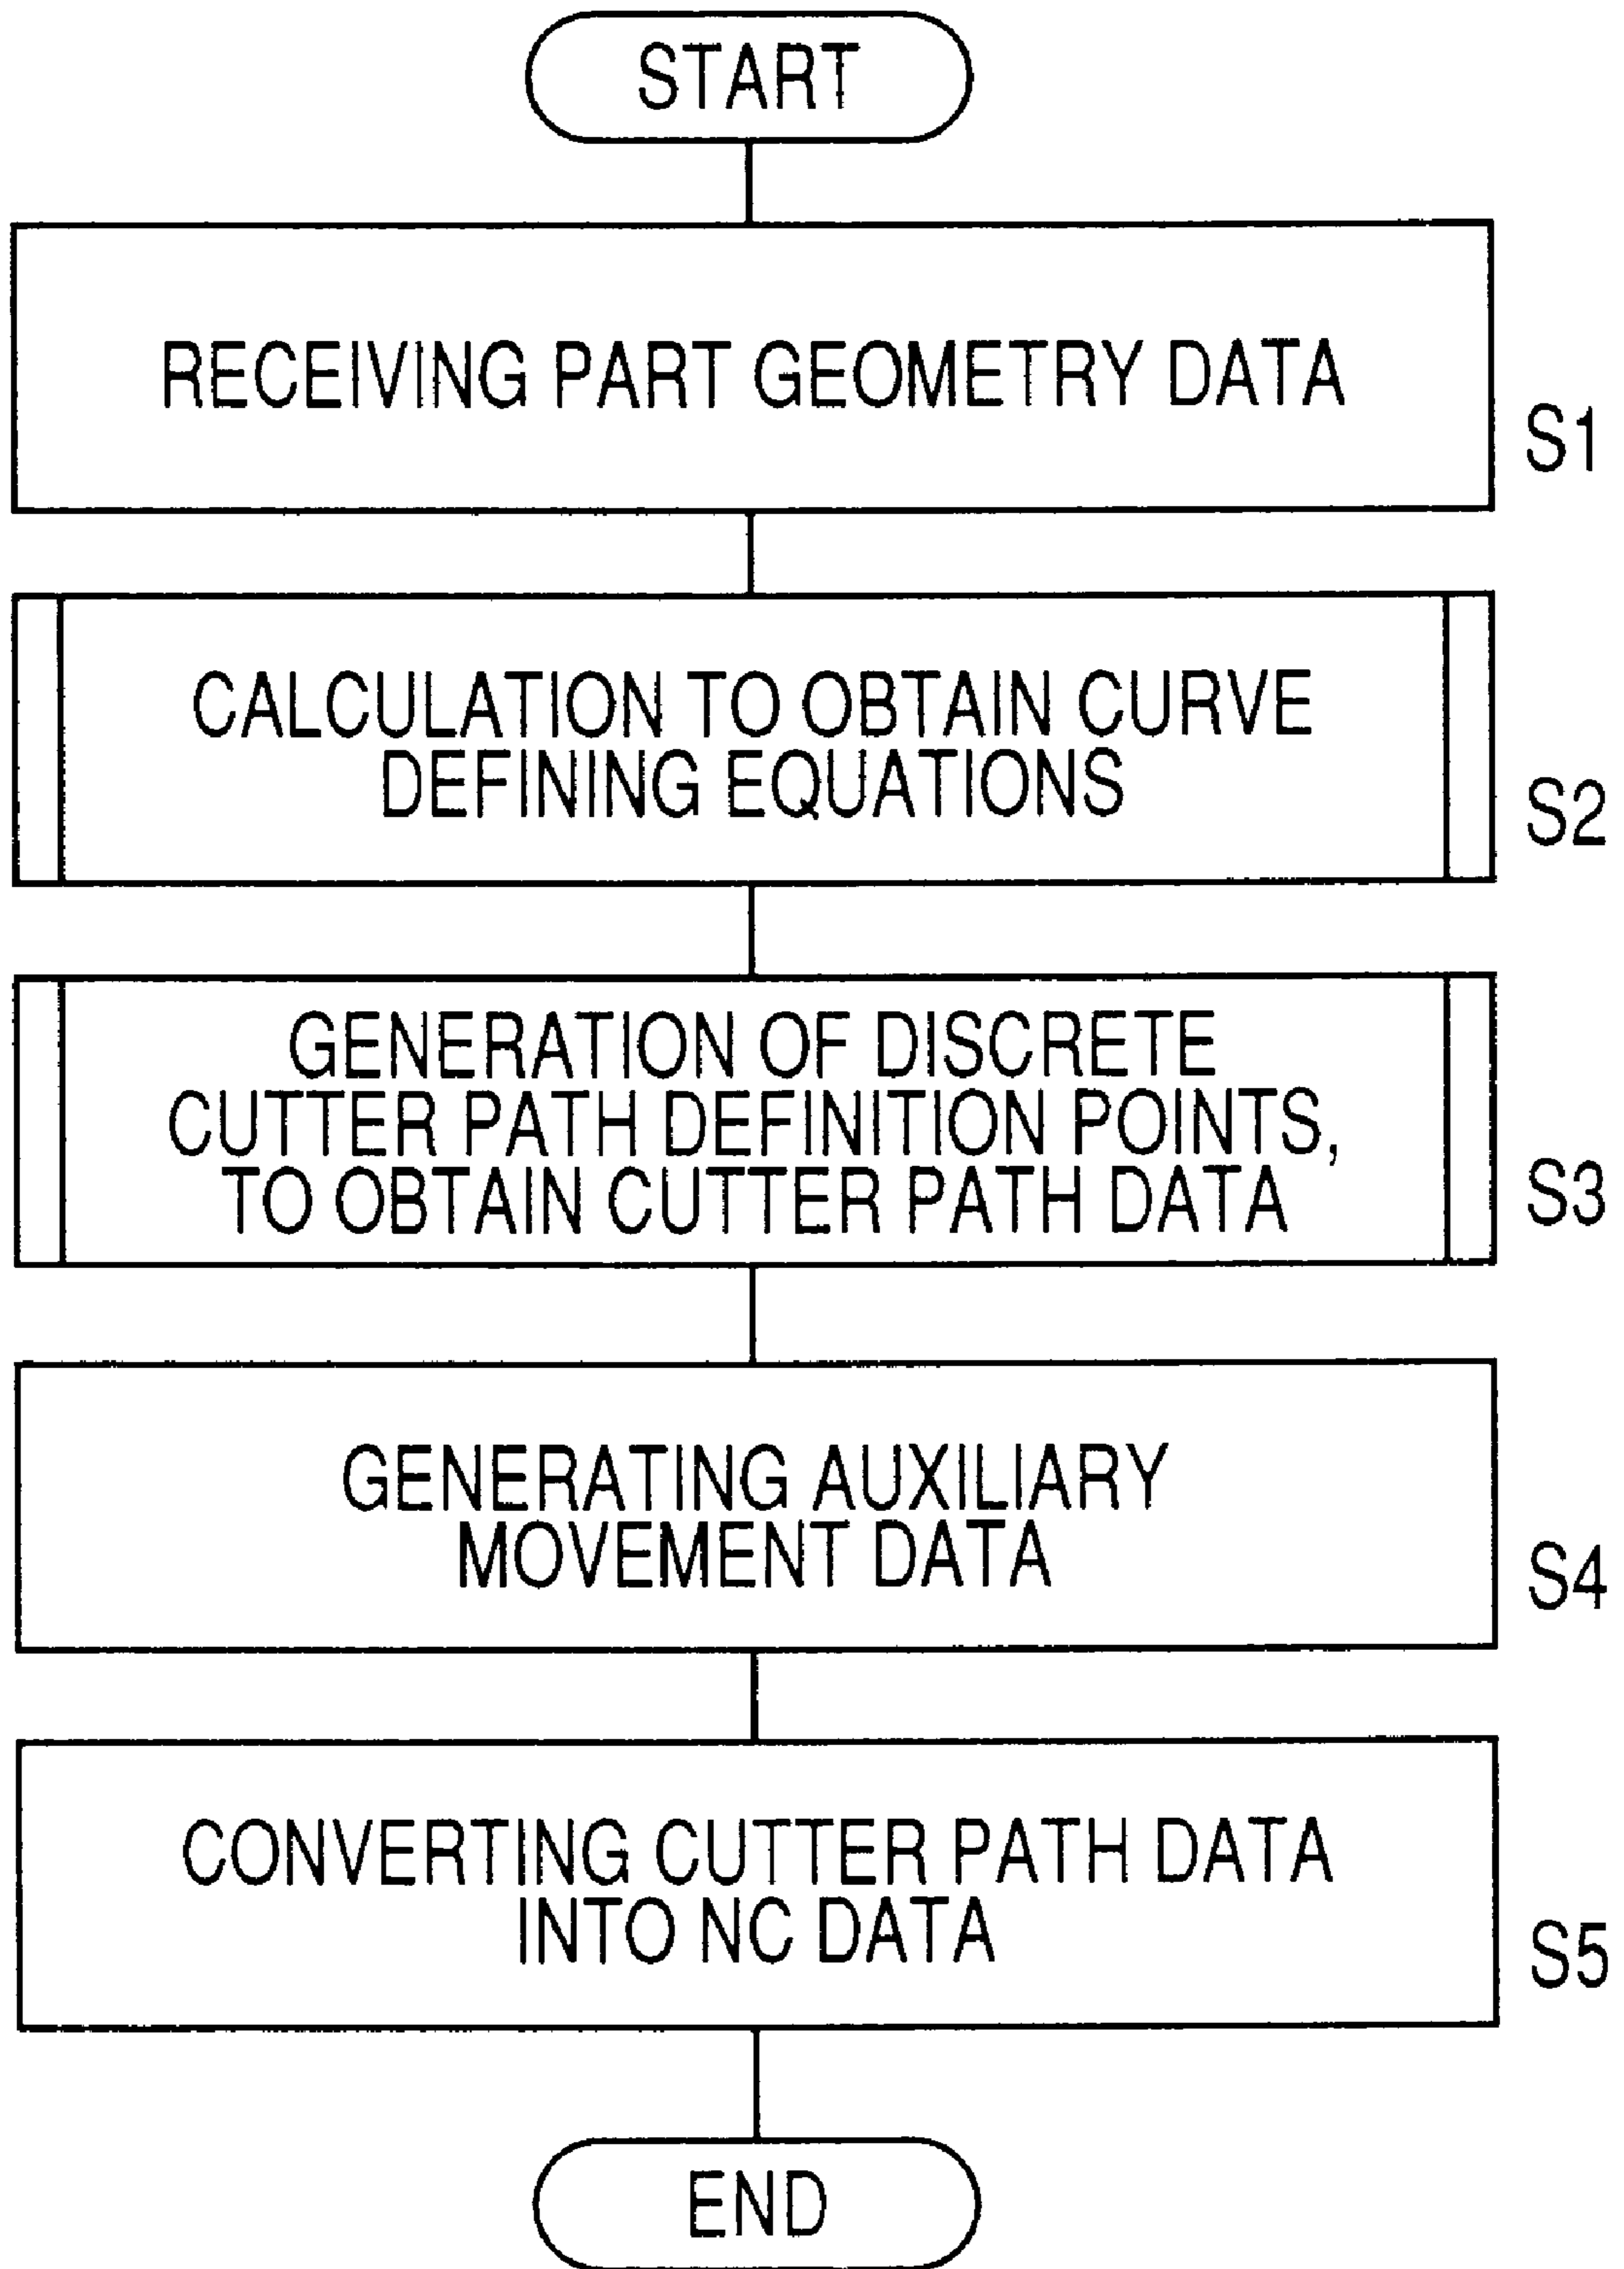 START
RECEIVING PART GEOMETRY DATA
S1
CALCULATION TO OBTAIN CURVE
DEFINING EQUATIONS
S2
GENERATION OF DISCRETE
CUTTER PATH DEFINITION POINTS,
TO OBTAIN CUTTER PATH DATA
S3
GENERATING AUXILIARY
MOVEMENT DATA
S4
CONVERTING CUTTER PATH DATA
INTO NC DATA
S5
END